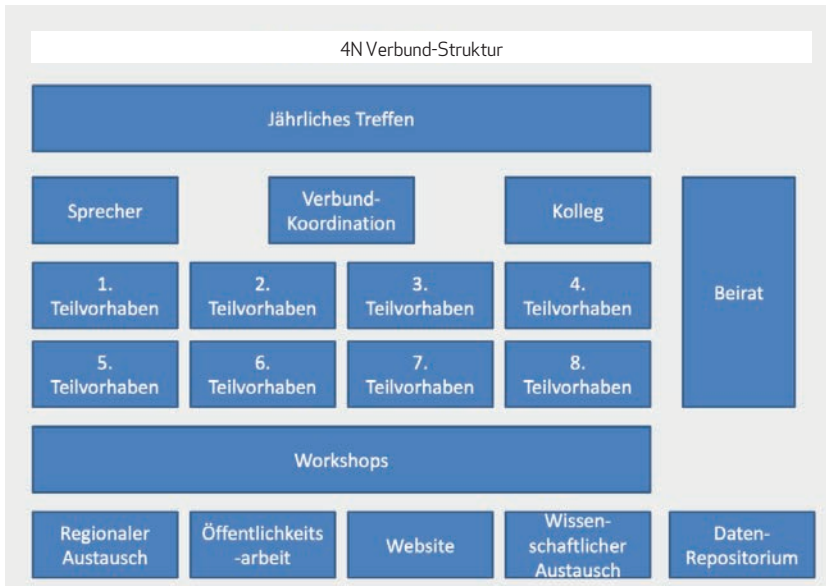 4N Verbund-Struktur
Jährliches Treffen
Sprecher
Verbund-
Koordination
Kolleg
Beirat
1.
Teilvorhaben
2.
Teilvorhaben
3.
Teilvorhaben
4.
Teilvorhaben
5.
Teilvorhaben
6.
Teilvorhaben
7.
Teilvorhaben
8.
Teilvorhaben
Workshops
Regionaler
Austausch
Öffentlichkeits
-arbeit
Website
Wissen-
schaftlicher
Austausch
Daten-
Repositorium